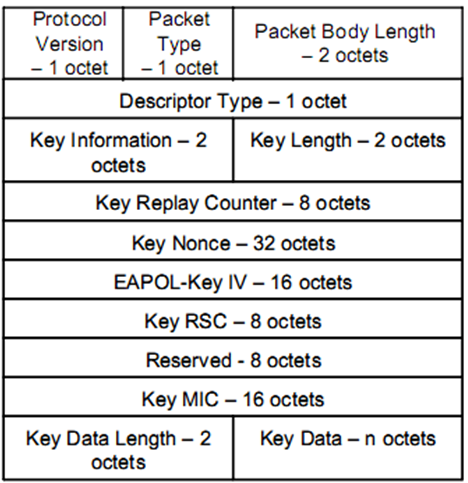 Protocol
Version
– 1 octet
Packet
Type
– 1 octet
Packet Body Length
– 2 octets
Descriptor Type – 1 octet
Key Information – 2
octets
Key Length – 2 octets
Key Replay Counter – 8 octets
Key Nonce – 32 octets
EAPOL-Key IV – 16 octets
Key RSC – 8 octets
Reserved - 8 octets
Key MIC – 16 octets
Key Data Length – 2
octets
Key Data – n octets